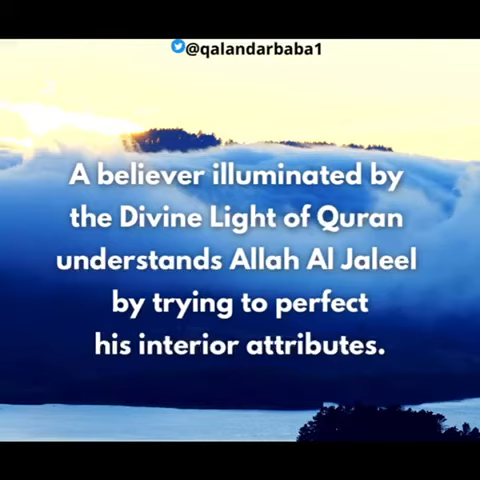 @qalandarbaba1
A believer illuminated by
the Divine Light of Quran
understands Allah Al Jaleel
by trying to perfect
his interior attributes.